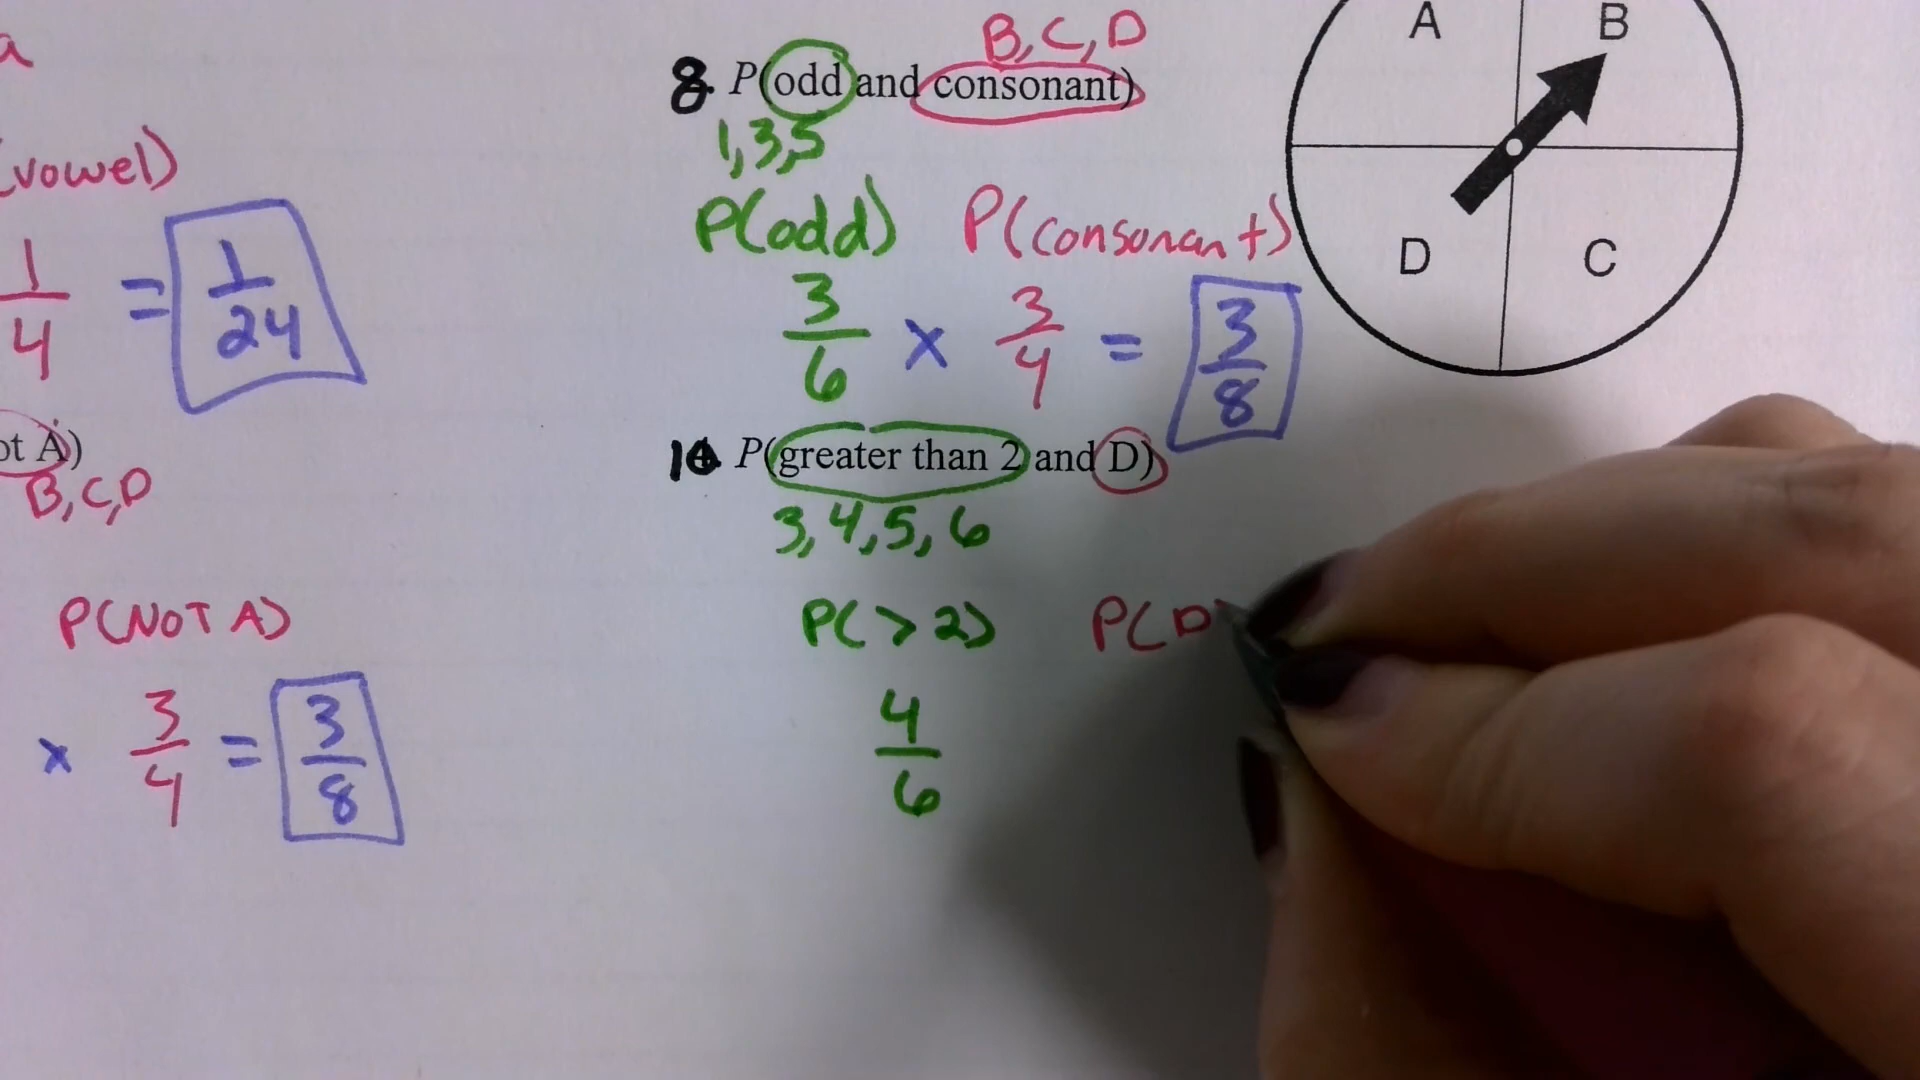 a
(vowel)
1/4 = 1/24
ot A)
B, C, D
P(NOT A)
x 3/4 = 3/8
B, C, D
8. P(odd and consonant)
1, 3, 5
P(odd) P(consonant)
3/6 x 3/4 = 3/8
10. P(greater than 2 and D)
3, 4, 5, 6
P(> 2) P(D)
4/6
A B
D C